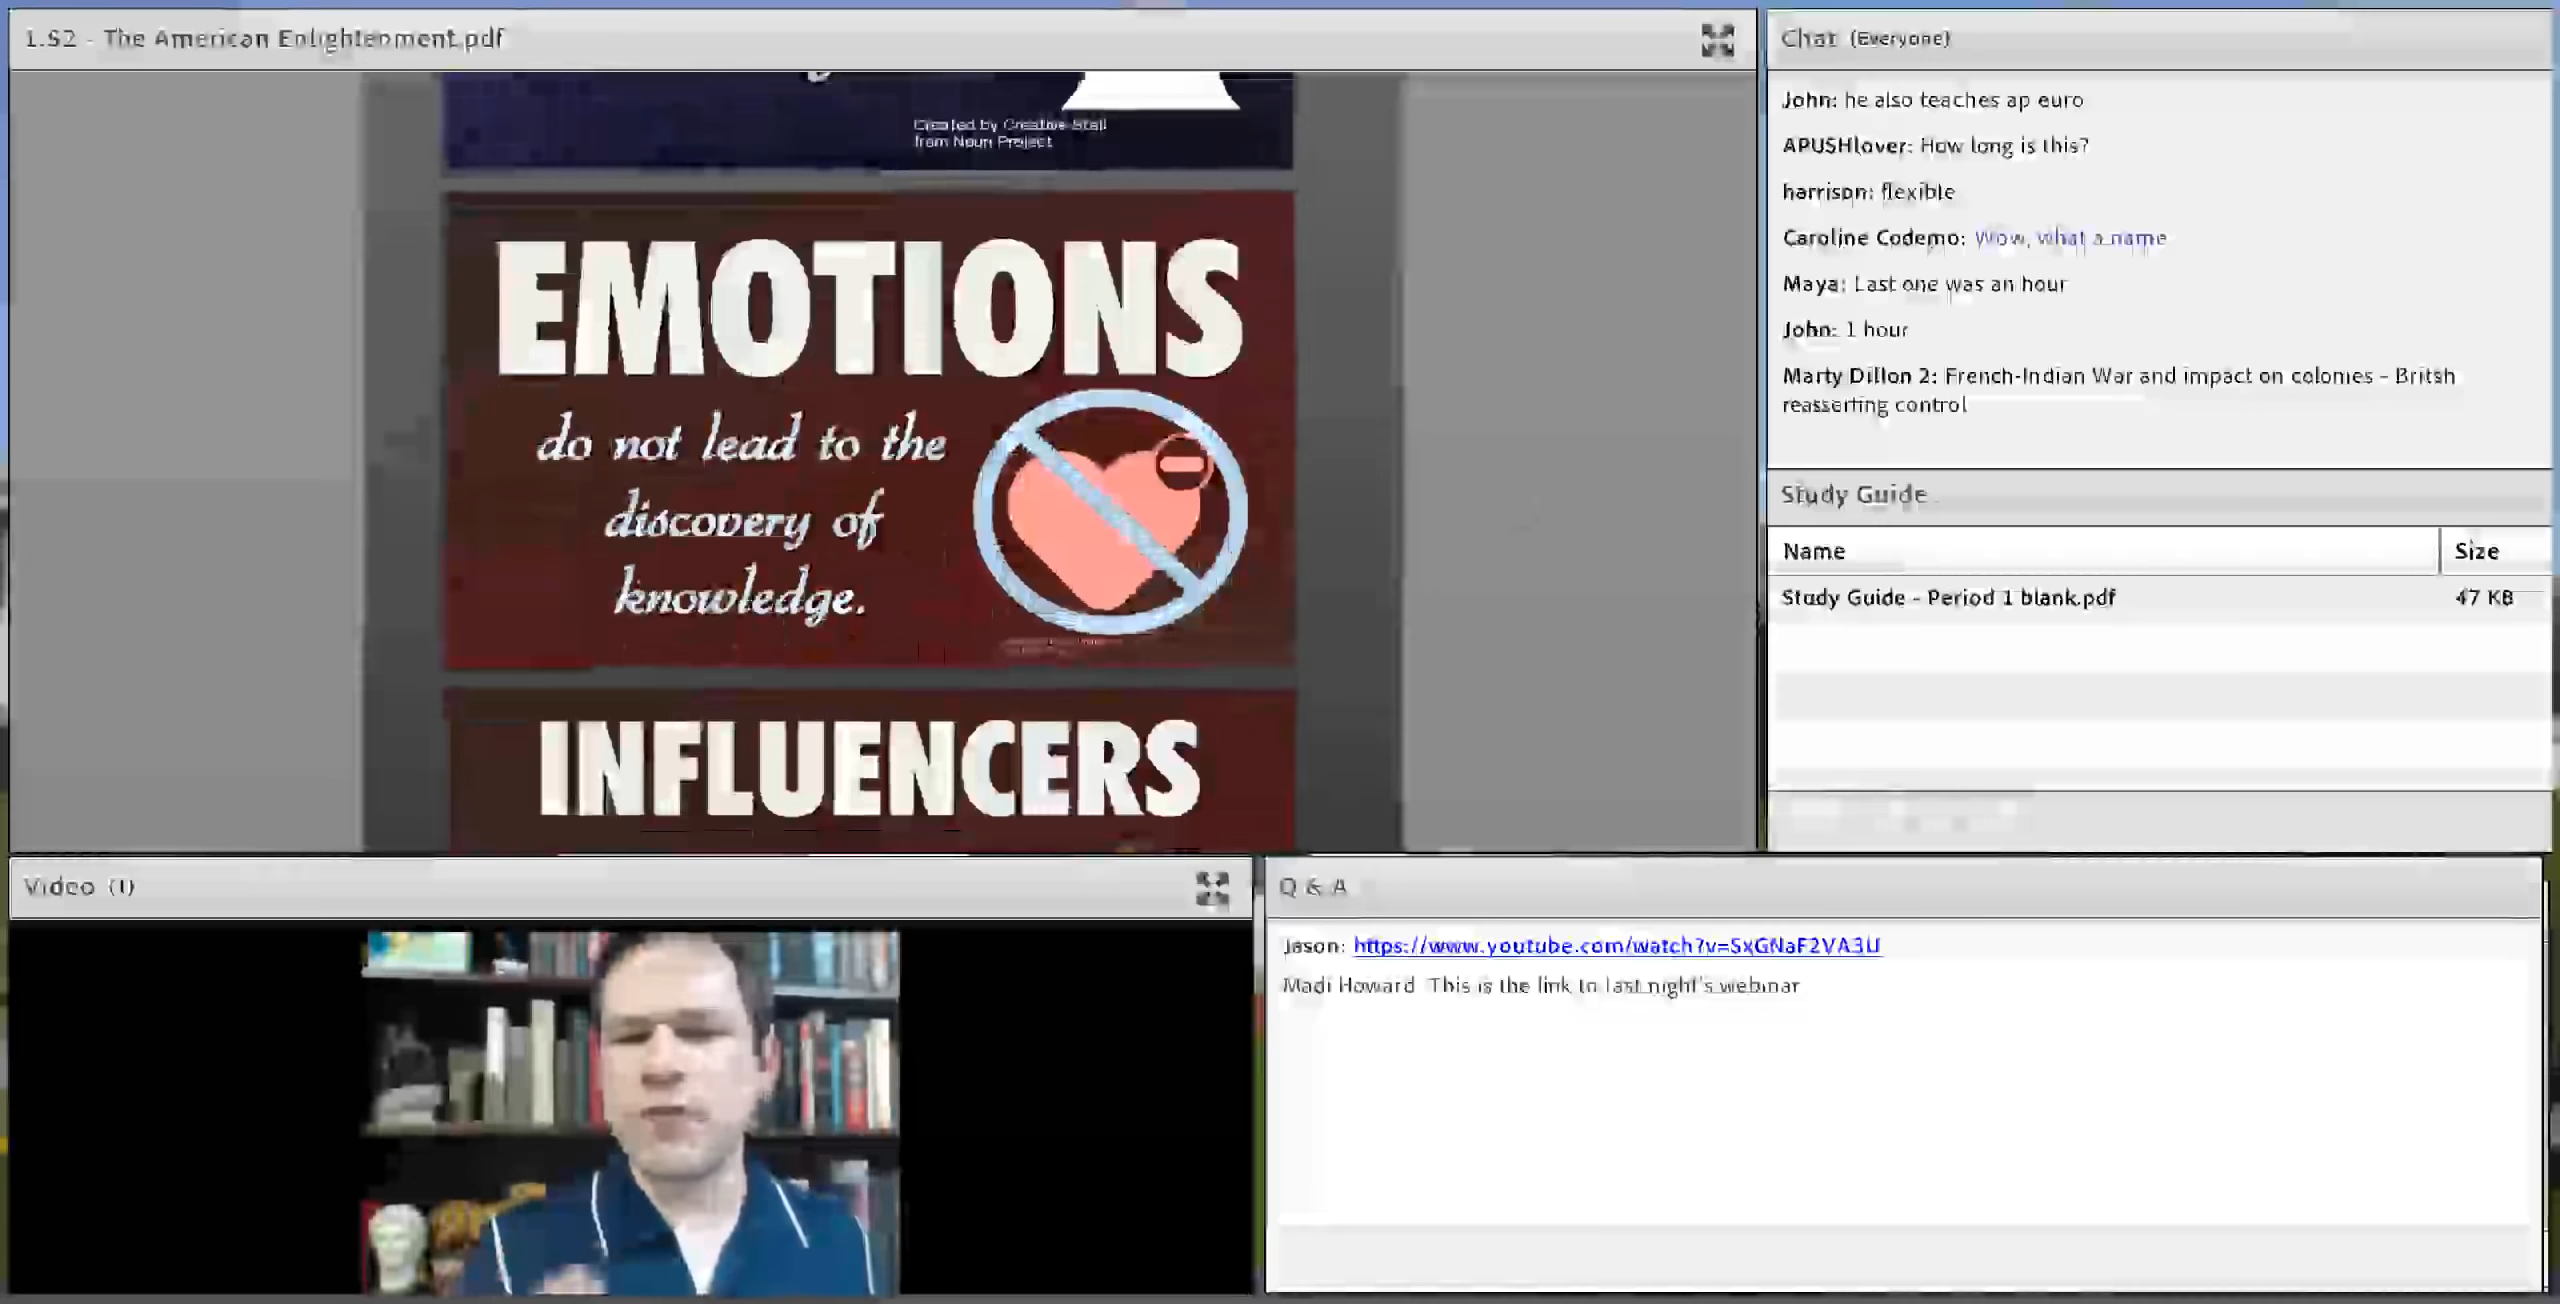 1.S2 - The American Enlightenment.pdf
Created by Creative Stall
from Noun Project
EMOTIONS
do not lead to the
discovery of
knowledge.
INFLUENCERS
Chat (Everyone)
John: he also teaches ap euro
APUSHlover: How long is this?
harrison: flexible
Caroline Codemo: Wow, what a name
Maya: Last one was an hour
John: 1 hour
Marty Dillon 2: French-Indian War and impact on colonies - Britsh
reasserting control
Study Guide
Name Size
Study Guide - Period 1 blank.pdf 47 KB
Video (1)
Q & A
Jason: https://www.youtube.com/watch?v=SxGNaF2VA3U
Madi Howard This is the link to last night's webinar